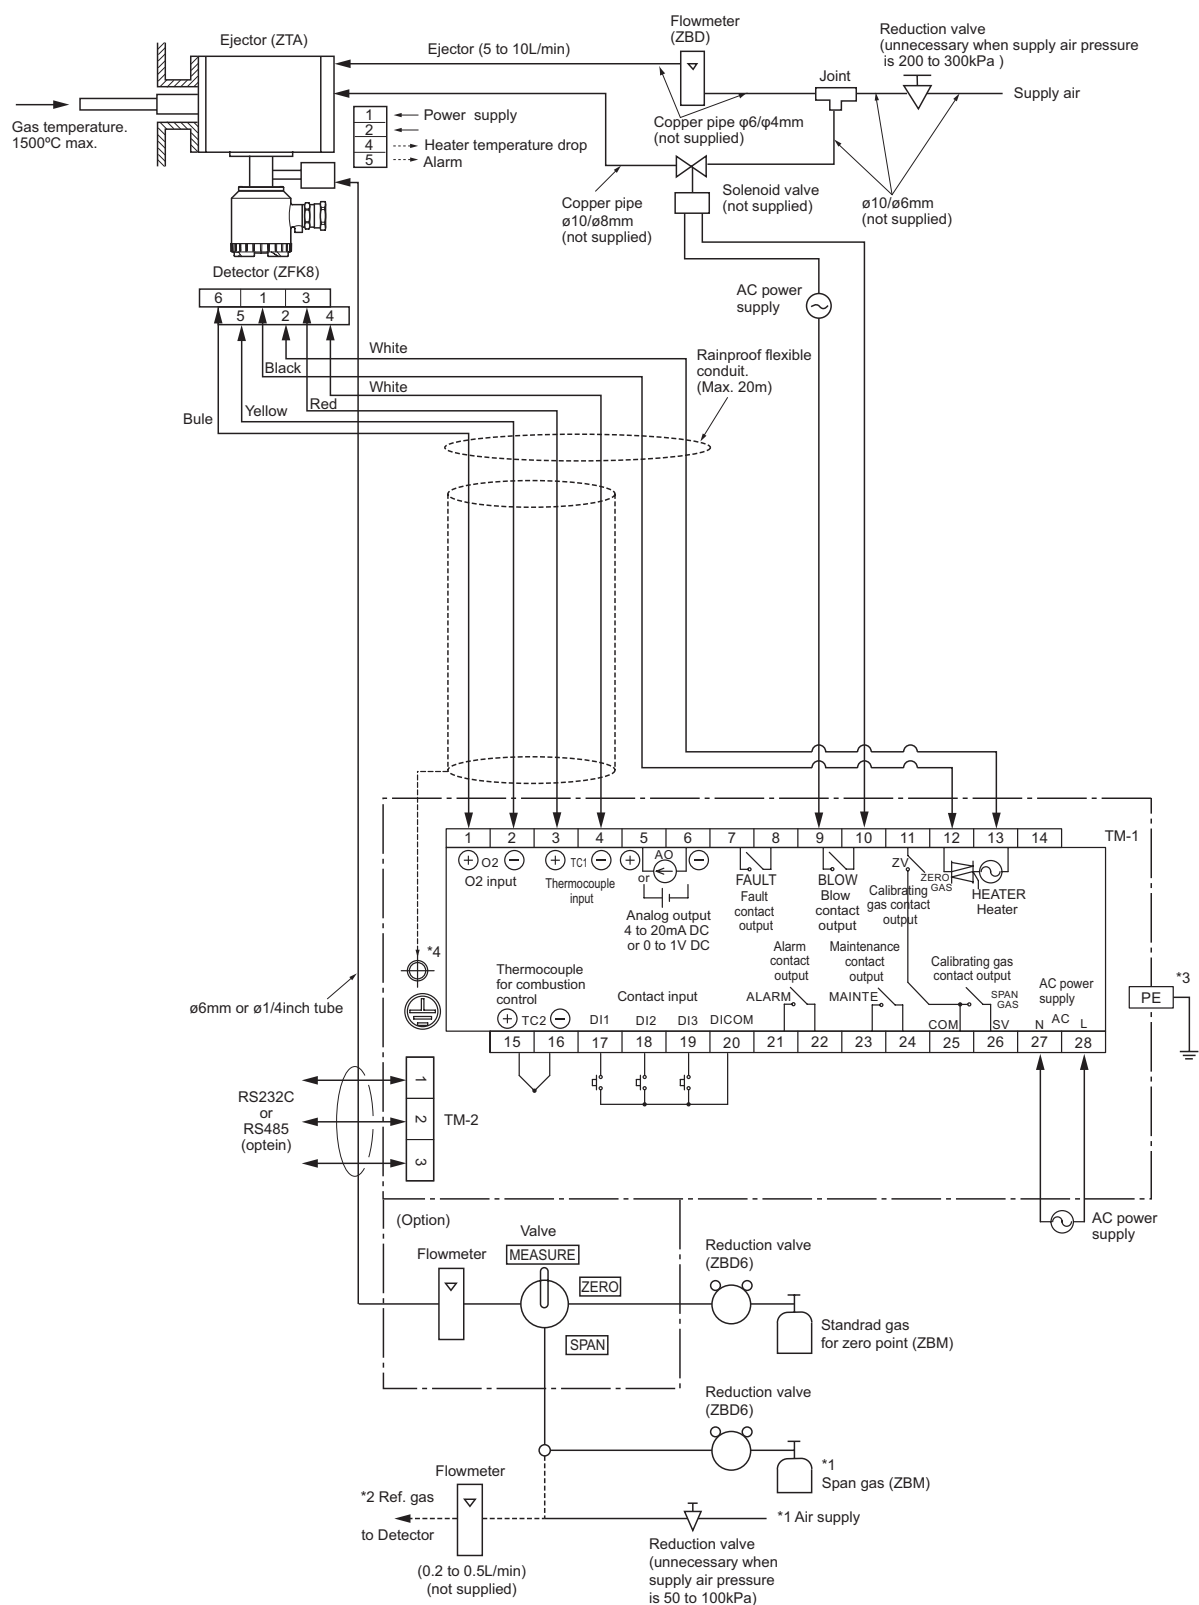 Flowmeter
(ZBD)
Reduction valve
(unnecessary when supply air pressure
is 200 to 300kPa )
Ejector (ZTA)
Ejector (5 to 10L/min)
Joint
Supply air
Gas temperature.
1500ºC max.
1
2
4
5
Power supply
Heater temperature drop
Alarm
Copper pipe φ6/φ4mm
(not supplied)
Copper pipe
ø10/ø8mm
(not supplied)
Solenoid valve
(not supplied)
ø10/ø6mm
(not supplied)
Detector (ZFK8)
6 1 3
5 2 4
AC power
supply
White
Black
White
Red
Yellow
Bule
Rainproof flexible
conduit.
(Max. 20m)
1 2 3 4 5 6 7 8 9 10 11 12 13 14
TM-1
+ O2 −
O2 input
+ TC1 −
Thermocouple
input
+ AO −
or
Analog output
4 to 20mA DC
or 0 to 1V DC
FAULT
Fault
contact
output
BLOW
Blow
contact
output
ZV
ZERO
GAS
Calibrating
gas contact
output
HEATER
Heater
*4
Thermocouple
for combustion
control
+ TC2 −
Contact input
DI1 DI2 DI3 DICOM
Alarm
contact
output
ALARM
Maintenance
contact
output
MAINTE
Calibrating gas
contact output
SPAN
GAS
COM SV
AC power
supply
N AC L
*3
PE
15 16 17 18 19 20 21 22 23 24 25 26 27 28
ø6mm or ø1/4inch tube
RS232C
or
RS485
(optein)
1
2
3
TM-2
AC power
supply
(Option)
Flowmeter
Valve
MEASURE
ZERO
SPAN
Reduction valve
(ZBD6)
Standrad gas
for zero point (ZBM)
Reduction valve
(ZBD6)
*1
Span gas (ZBM)
Flowmeter
*2 Ref. gas
to Detector
(0.2 to 0.5L/min)
(not supplied)
*1 Air supply
Reduction valve
(unnecessary when
supply air pressure
is 50 to 100kPa)